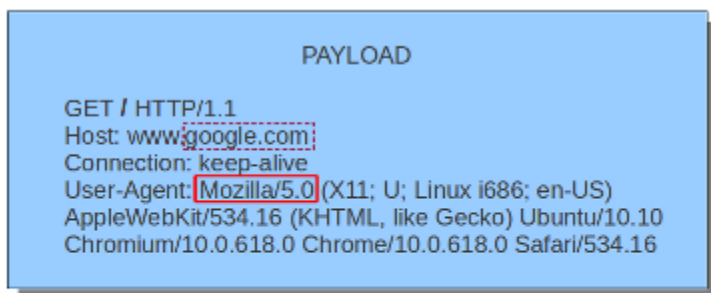 PAYLOAD
GET / HTTP/1.1
Host: www.google.com
Connection: keep-alive
User-Agent: Mozilla/5.0 (X11; U; Linux i686; en-US)
AppleWebKit/534.16 (KHTML, like Gecko) Ubuntu/10.10
Chromium/10.0.618.0 Chrome/10.0.618.0 Safari/534.16